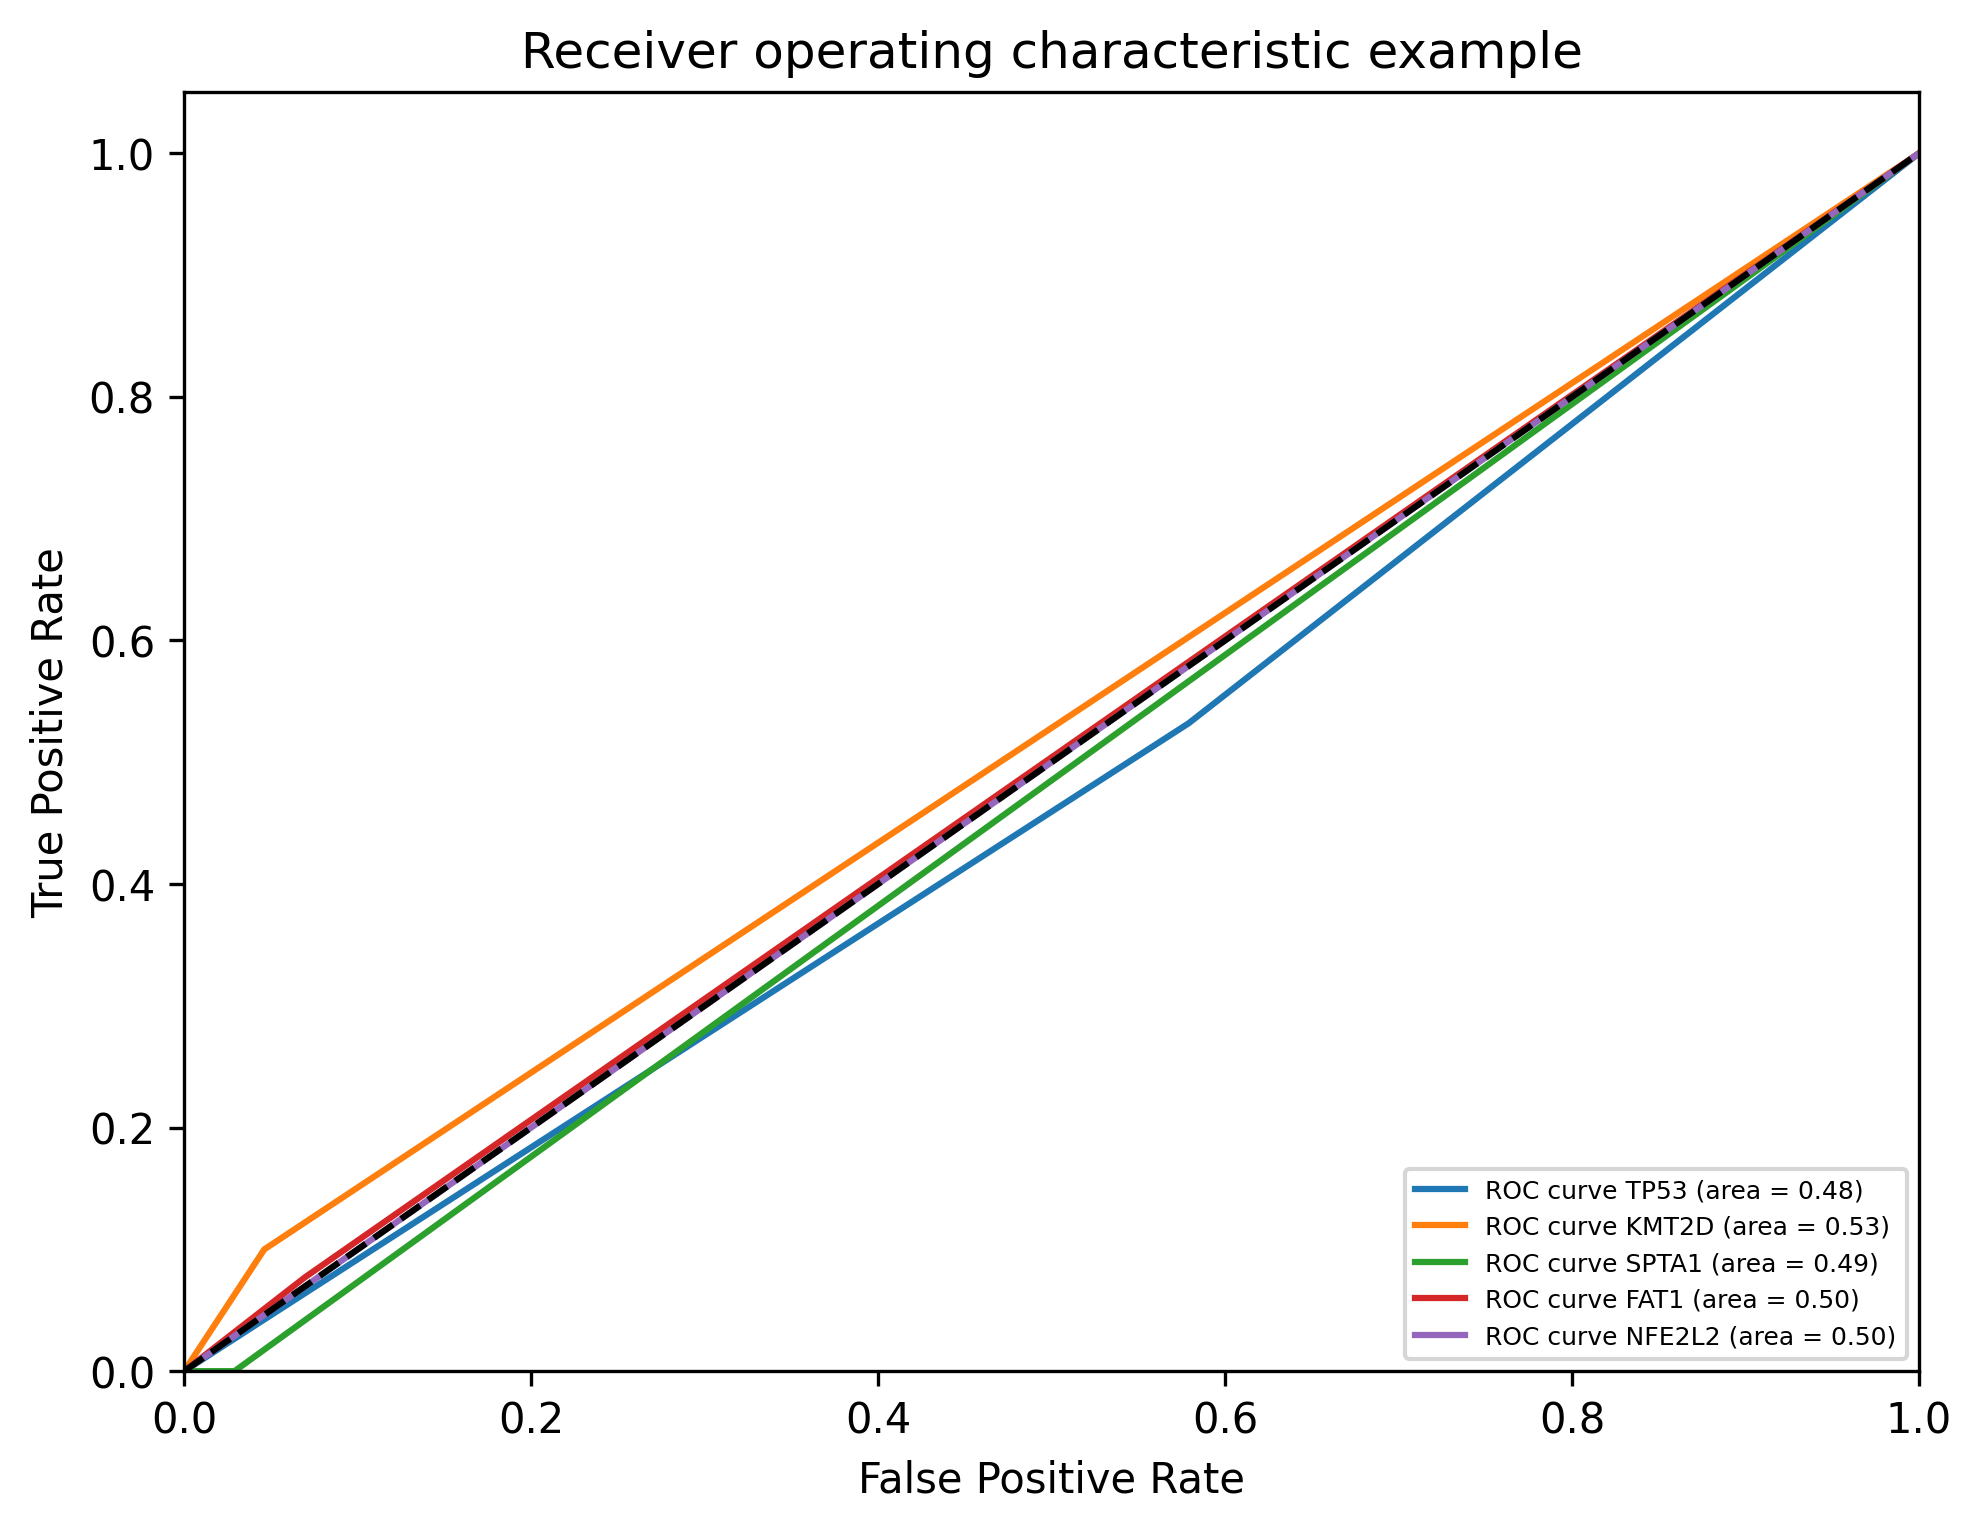 Receiver operating characteristic example
1.0
0.8
0.6
0.4
0.2
0.0
True Positive Rate
ROC curve TP53 (area = 0.48)
ROC curve KMT2D (area = 0.53)
ROC curve SPTA1 (area = 0.49)
ROC curve FAT1 (area = 0.50)
ROC curve NFE2L2 (area = 0.50)
0.0 0.2 0.4 0.6 0.8 1.0
False Positive Rate